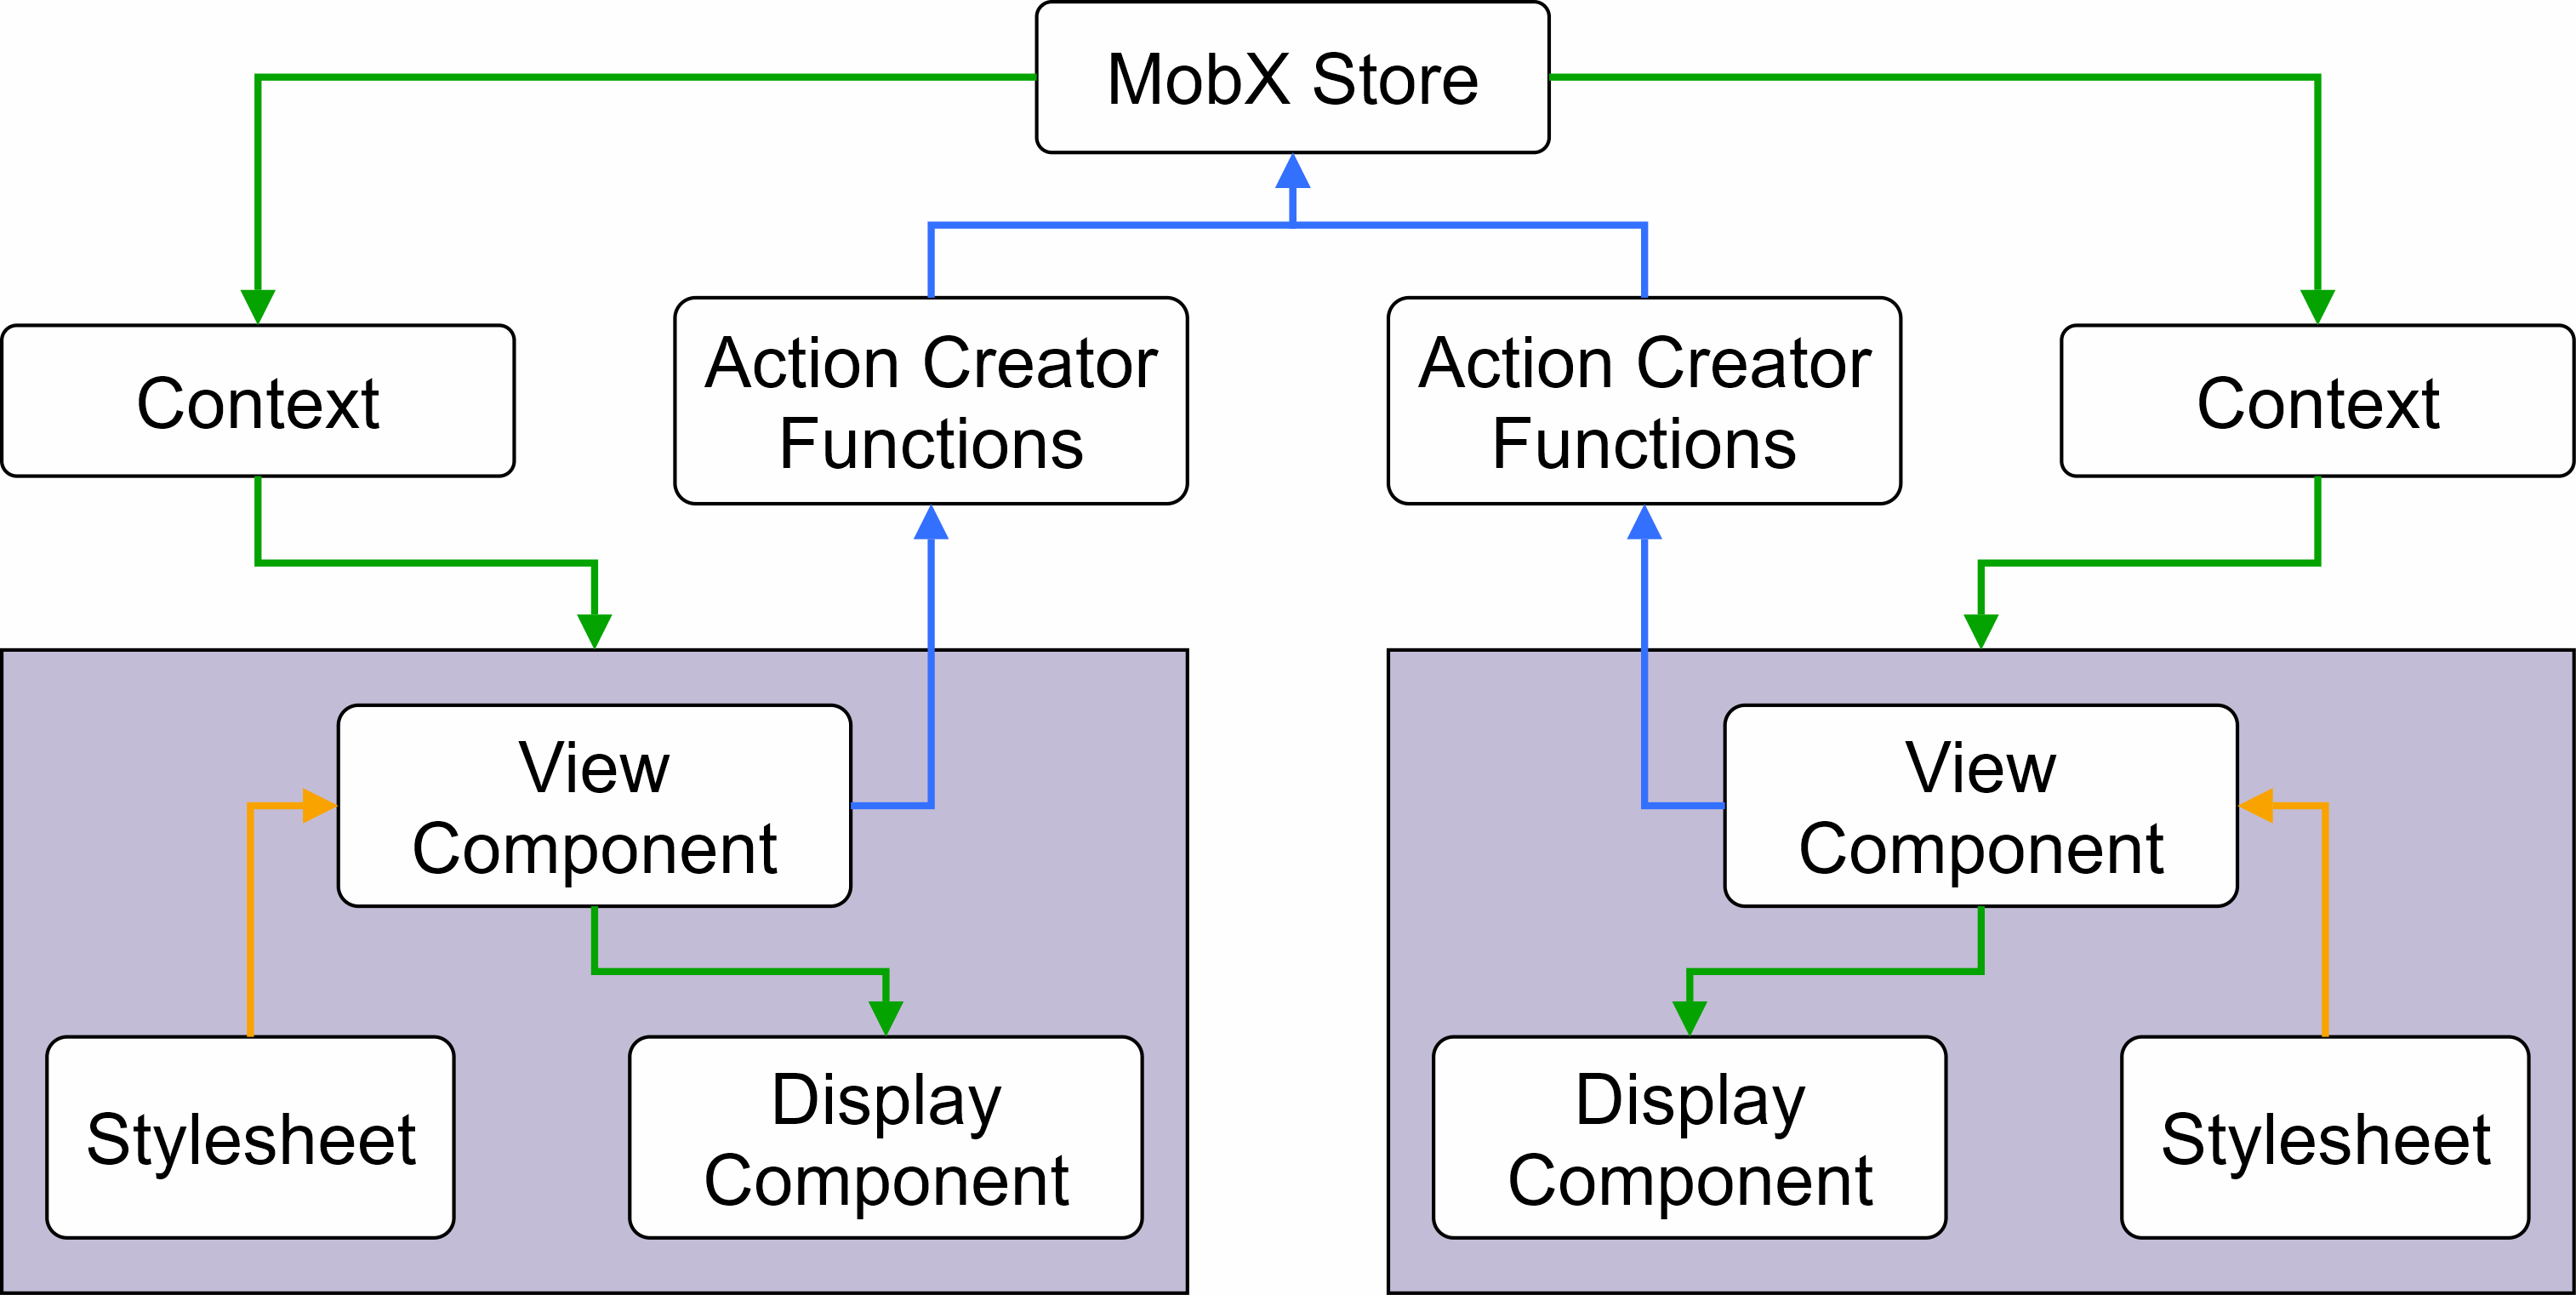 MobX Store
Context
Action Creator
Functions
Action Creator
Functions
Context
View
Component
View
Component
Stylesheet
Display
Component
Display
Component
Stylesheet